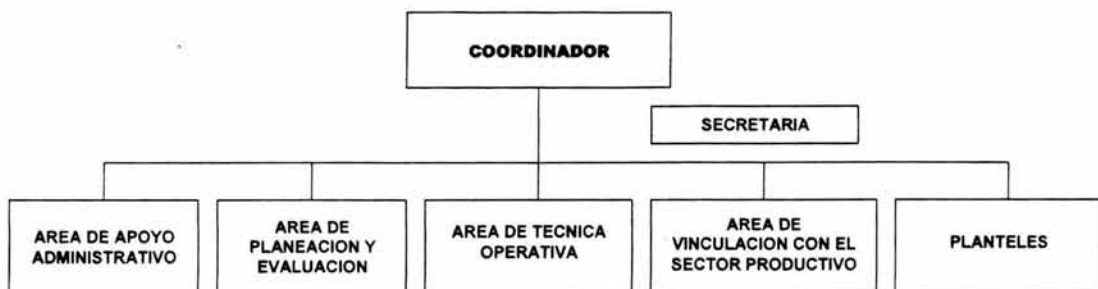 COORDINADOR
SECRETARIA
AREA DE APOYO
ADMINISTRATIVO
AREA DE
PLANEACION Y
EVALUACION
AREA DE TECNICA
OPERATIVA
AREA DE
VINCULACION CON EL
SECTOR PRODUCTIVO
PLANTELES